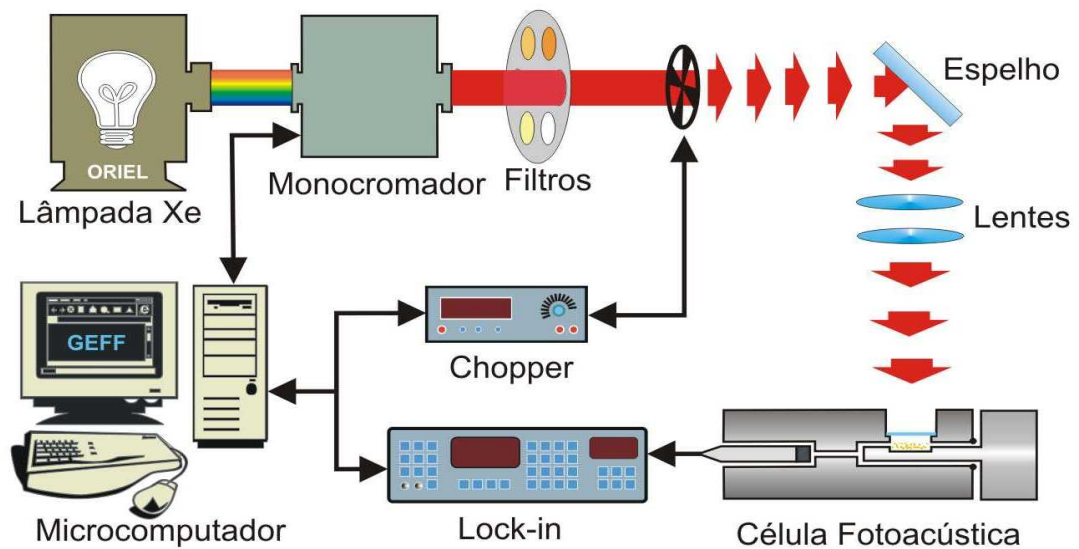 ORIEL
Lâmpada Xe
Monocromador
Filtros
Espelho
Lentes
GEFF
Chopper
Microcomputador
Lock-in
Célula Fotoacústica